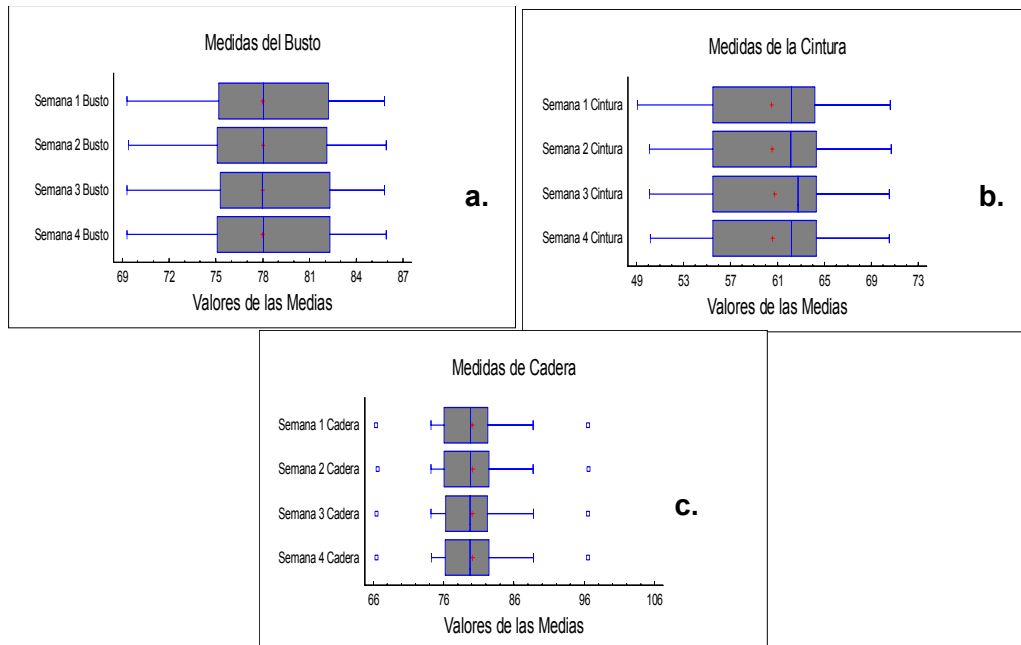 Medidas del Busto
Semana 1 Busto
Semana 2 Busto
Semana 3 Busto
Semana 4 Busto
69 72 75 78 81 84 87
Valores de las Medias
a.
Medidas de la Cintura
Semana 1 Cintura
Semana 2 Cintura
Semana 3 Cintura
Semana 4 Cintura
49 53 57 61 65 69 73
Valores de las Medias
b.
Medidas de Cadera
Semana 1 Cadera
Semana 2 Cadera
Semana 3 Cadera
Semana 4 Cadera
66 76 86 96 106
Valores de las Medias
c.